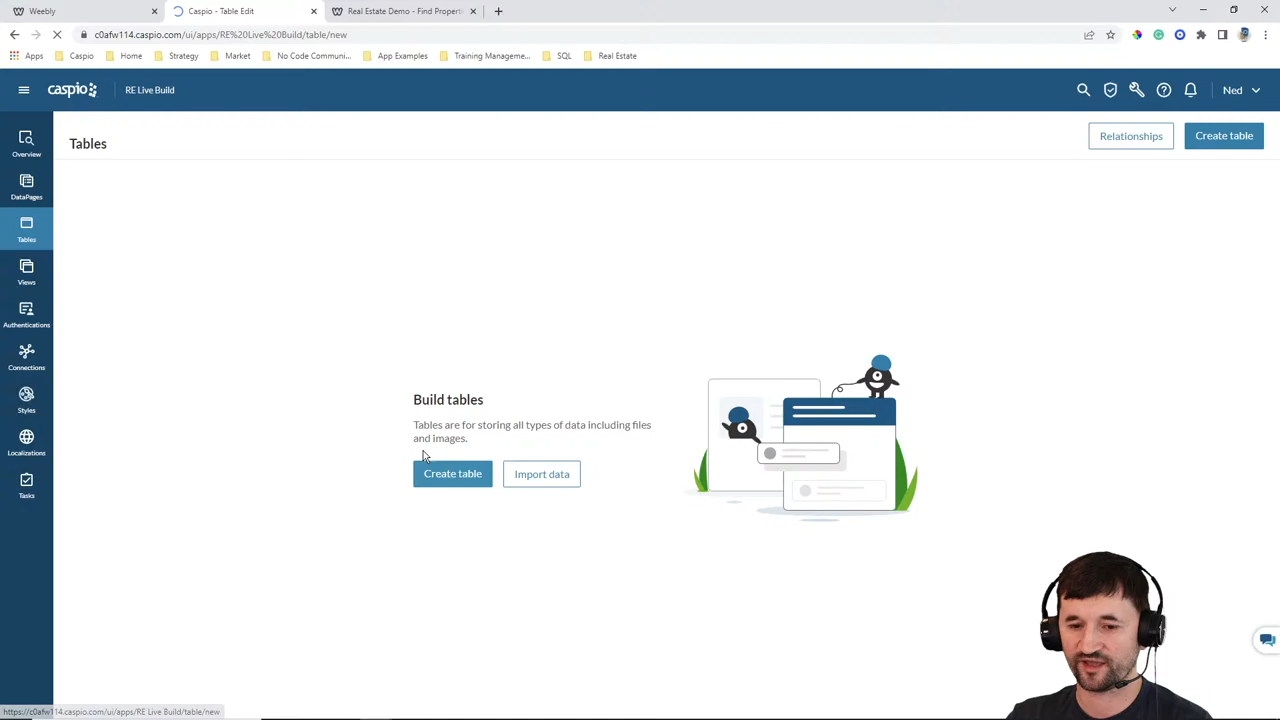 Weebly
Caspio - Table Edit
Real Estate Demo - Find Properti
c0afw114.caspio.com/ui/apps/RE%20Live%20Build/table/new
Apps
Caspio
Home
Strategy
Market
No Code Communi...
App Examples
Training Manageme...
SQL
Real Estate
caspio
RE Live Build
Ned
Overview
DataPages
Tables
Views
Authentications
Connections
Styles
Localizations
Tasks
Tables
Relationships
Create table
Build tables
Tables are for storing all types of data including files
and images.
Create table
Import data
https://c0afw114.caspio.com/ui/apps/RE Live Build/table/new